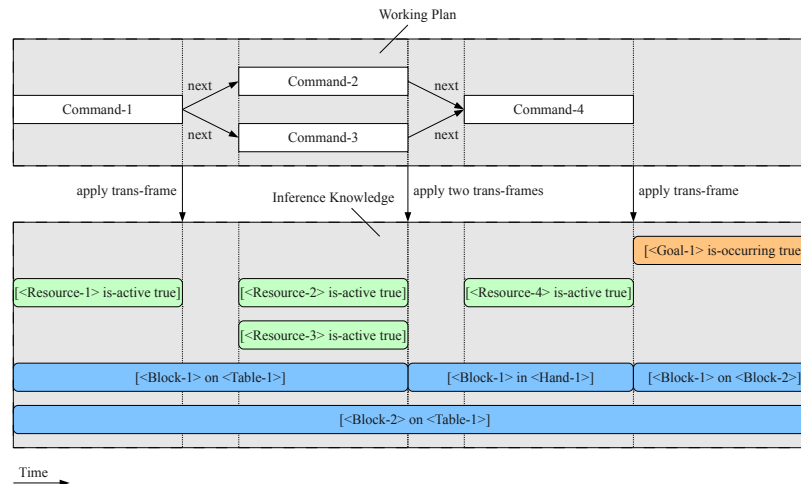 Working Plan
next
Command-2
next
Command-1
Command-4
next
Command-3
next
apply trans-frame
apply two trans-frames
apply trans-frame
Inference Knowledge
[<Goal-1> is-occurring true
[<Resource-1> is-active true]
[<Resource-2> is-active true]
[<Resource-4> is-active true]
[<Resource-3> is-active true]
[<Block-1> on <Table-1>]
[<Block-1> in <Hand-1>]
[<Block-1> on <Block-2>]
[<Block-2> on <Table-1>]
Time